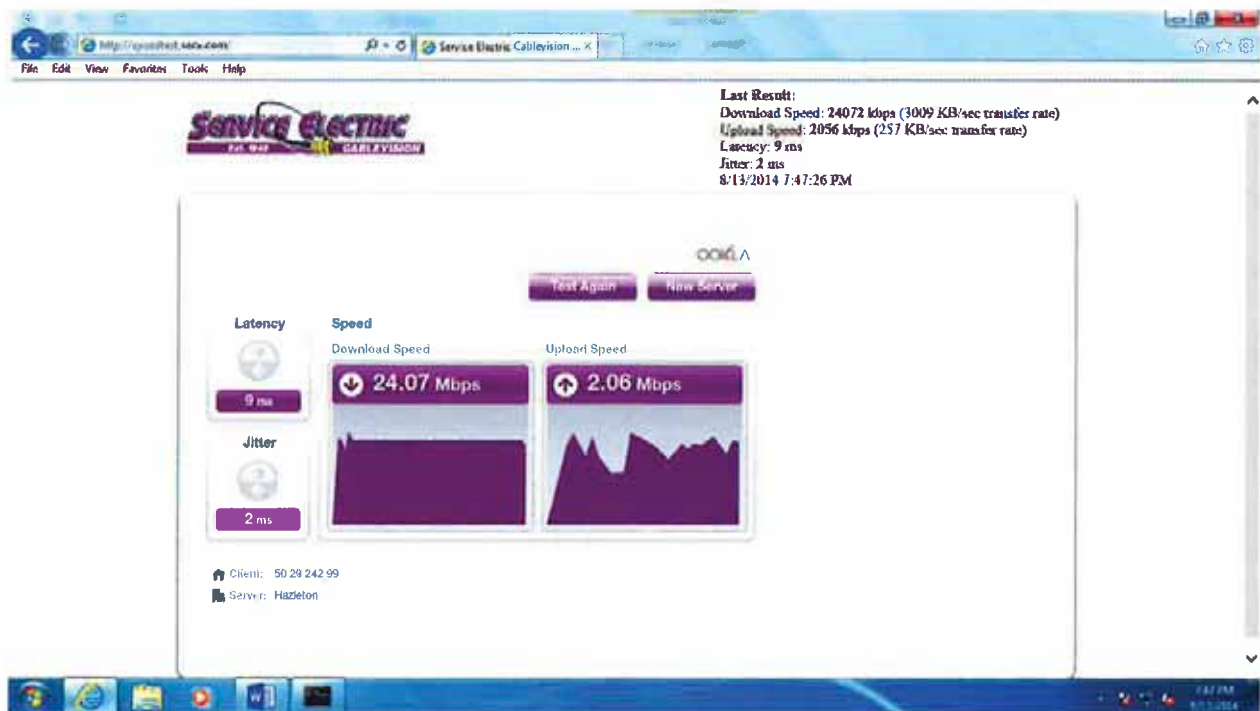 Service Electric Cablevision ... ×
File Edit View Favorites Tools Help
Service Electric
Est. 1948 CABLEVISION
Last Result:
Download Speed: 24072 kbps (3009 KB/sec transfer rate)
Upload Speed: 2056 kbps (257 KB/sec transfer rate)
Latency: 9 ms
Jitter: 2 ms
8/13/2014 7:47:26 PM
OOKLA
Test Again New Server
Latency Speed
Download Speed Upload Speed
24.07 Mbps 2.06 Mbps
9 ms
Jitter
2 ms
Client: 50 29 242 99
Server: Hazleton